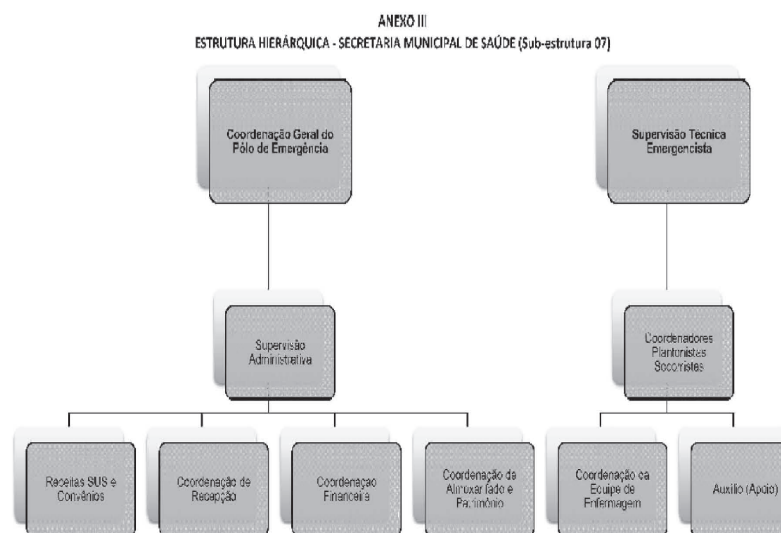 ANEXO III
ESTRUTURA HIERÁRQUICA - SECRETARIA MUNICIPAL DE SAÚDE (Sub-estrutura 07)
Coordenação Geral do
Pólo de Emergência
Supervisão Técnica
Emergencista
Supervisão
Administrativa
Coordenadores
Plantonistas
Socorristas
Receitas SUS e
Convênios
Coordenação de
Recepção
Coordenação
Financeira
Coordenação de
Almoxarifado e
Patrimônio
Coordenação da
Equipe de
Enfermagem
Auxílio (Apoio)